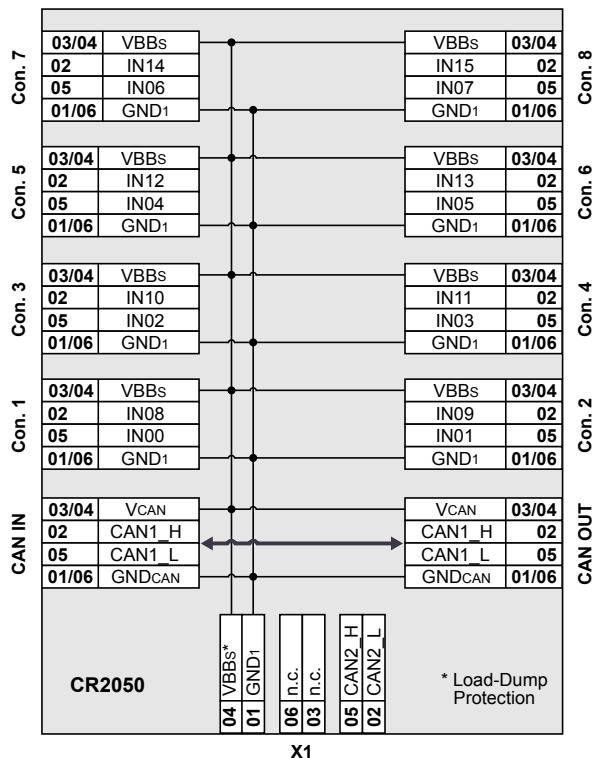 Con. 7
03/04 VBBS
02 IN14
05 IN06
01/06 GND1
VBBS 03/04
IN15 02
IN07 05
GND1 01/06
Con. 8
Con. 5
03/04 VBBS
02 IN12
05 IN04
01/06 GND1
VBBS 03/04
IN13 02
IN05 05
GND1 01/06
Con. 6
Con. 3
03/04 VBBS
02 IN10
05 IN02
01/06 GND1
VBBS 03/04
IN11 02
IN03 05
GND1 01/06
Con. 4
Con. 1
03/04 VBBS
02 IN08
05 IN00
01/06 GND1
VBBS 03/04
IN09 02
IN01 05
GND1 01/06
Con. 2
CAN IN
03/04 VCAN
02 CAN1_H
05 CAN1_L
01/06 GNDCAN
VCAN 03/04
CAN1_H 02
CAN1_L 05
GNDCAN 01/06
CAN OUT
CR2050
04 VBBS*
01 GND1
06 n.c.
03 n.c.
05 CAN2_H
02 CAN2_L
* Load-Dump
Protection
X1